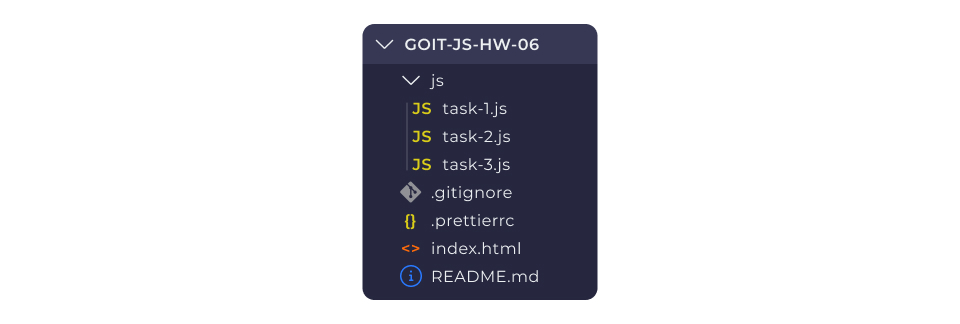 GOIT-JS-HW-06
js
JS task-1.js
JS task-2.js
JS task-3.js
.gitignore
{} .prettierrc
<> index.html
i README.md